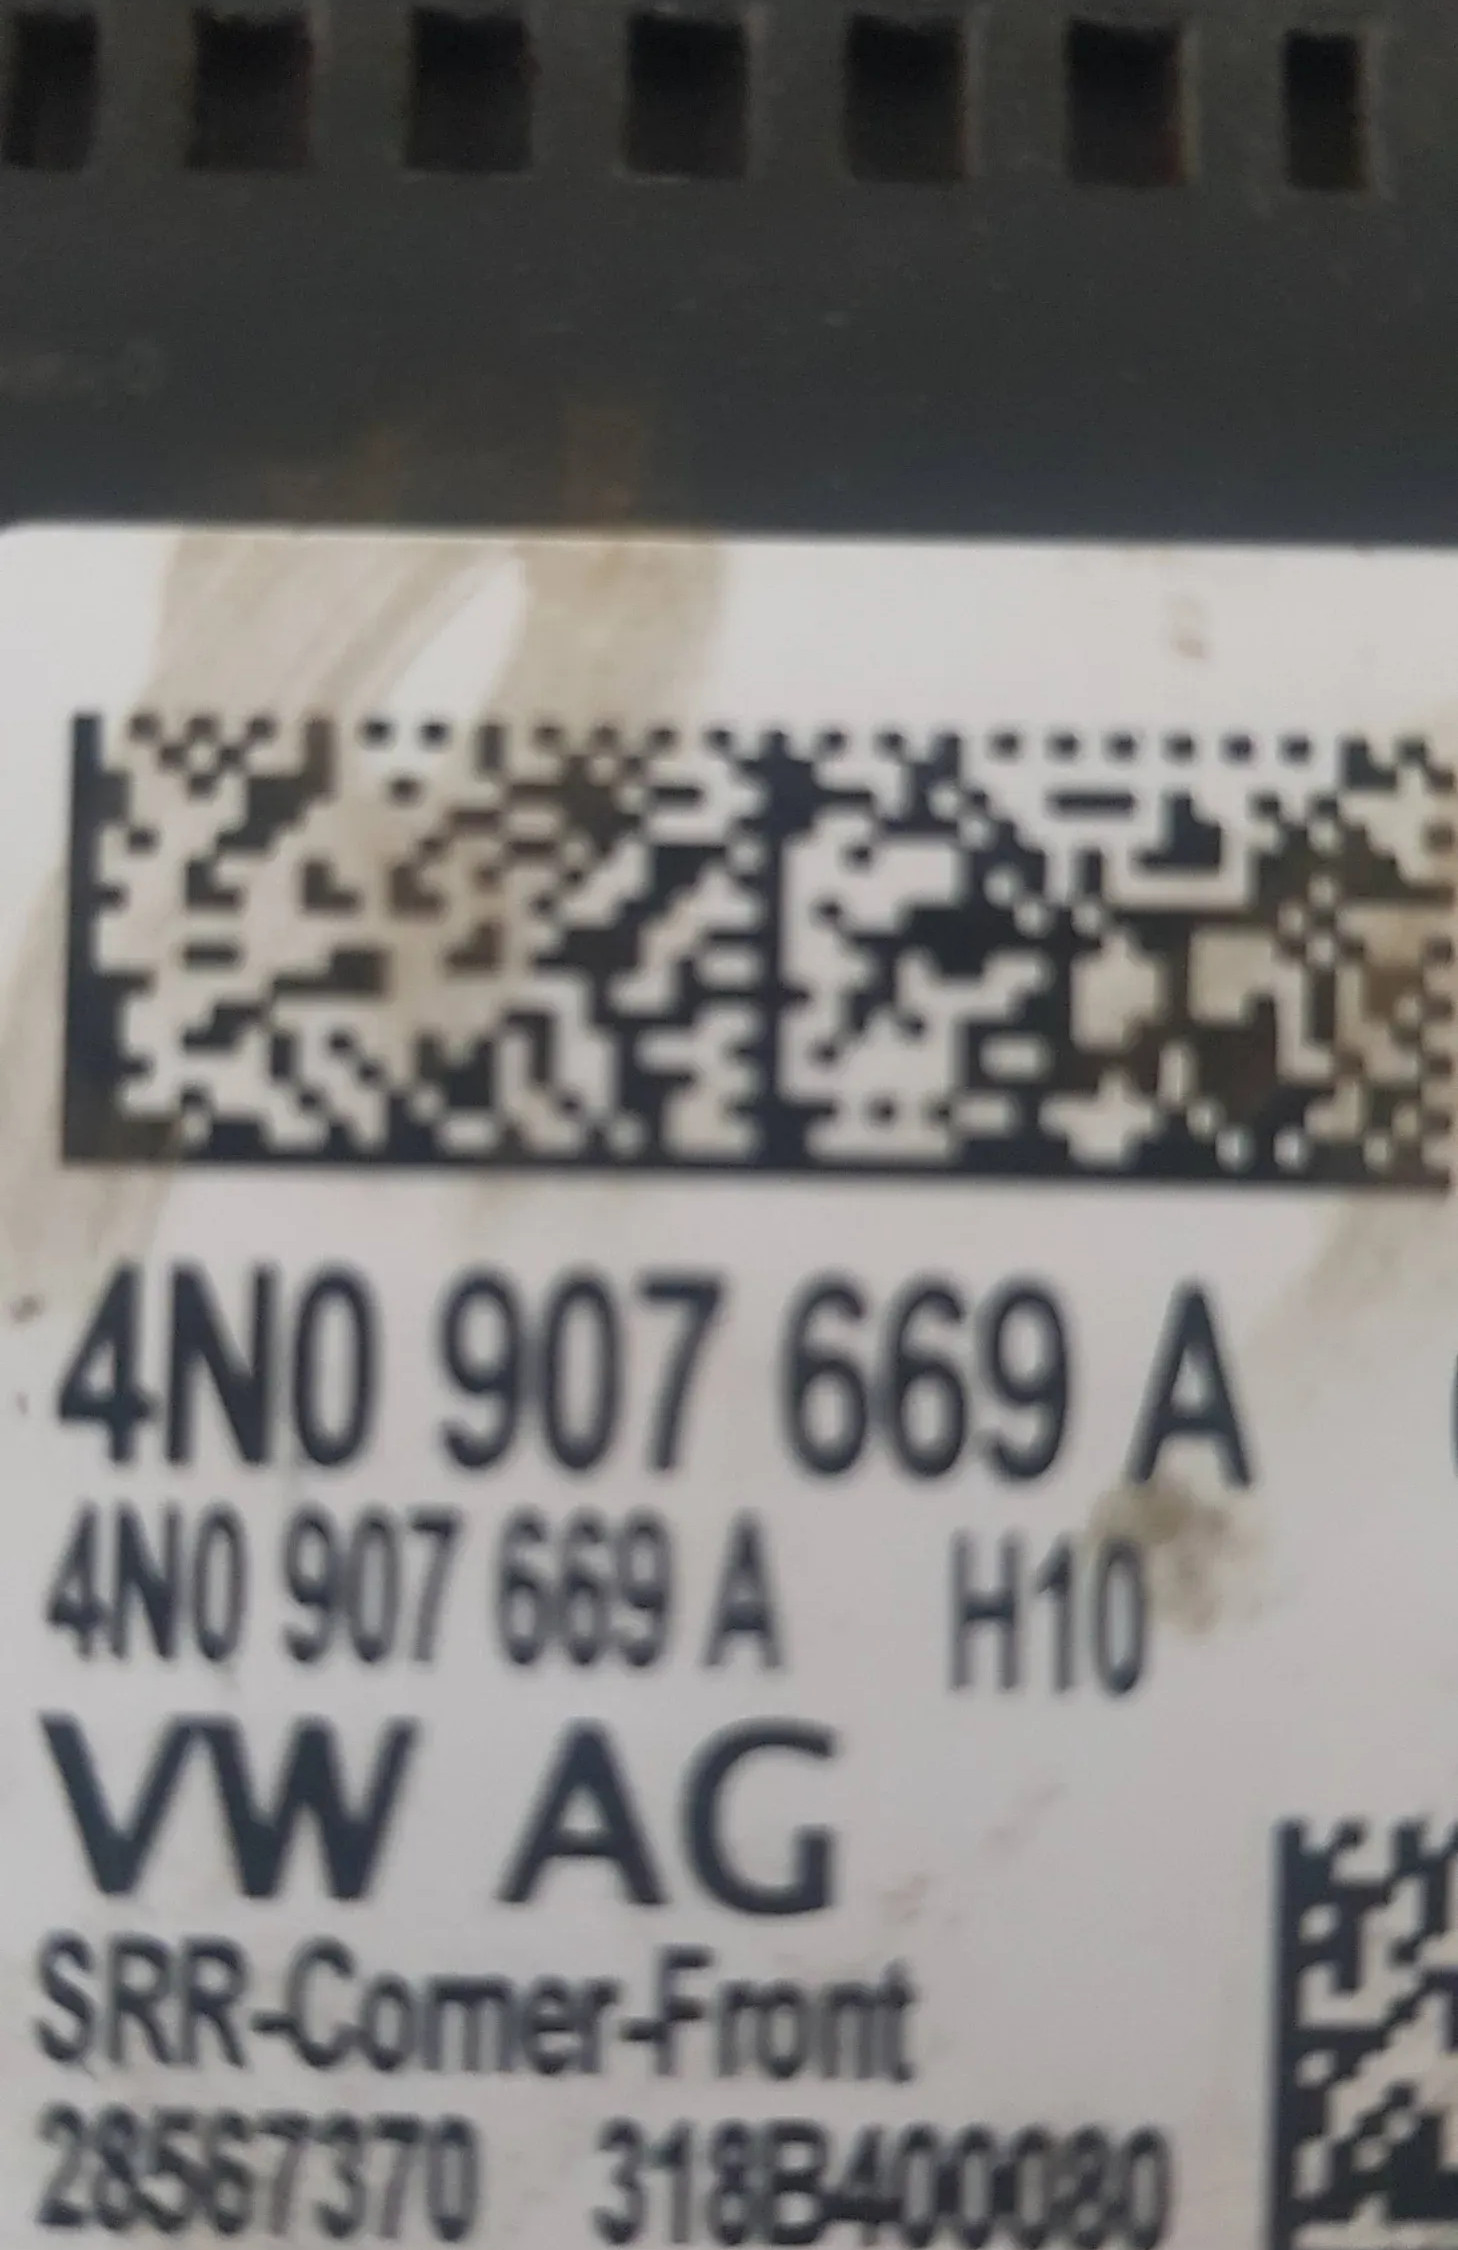 4N0 907 669 A
4N0 907 669 A H10
VW AG
SRR-Corner-Front
28567370 318B400080